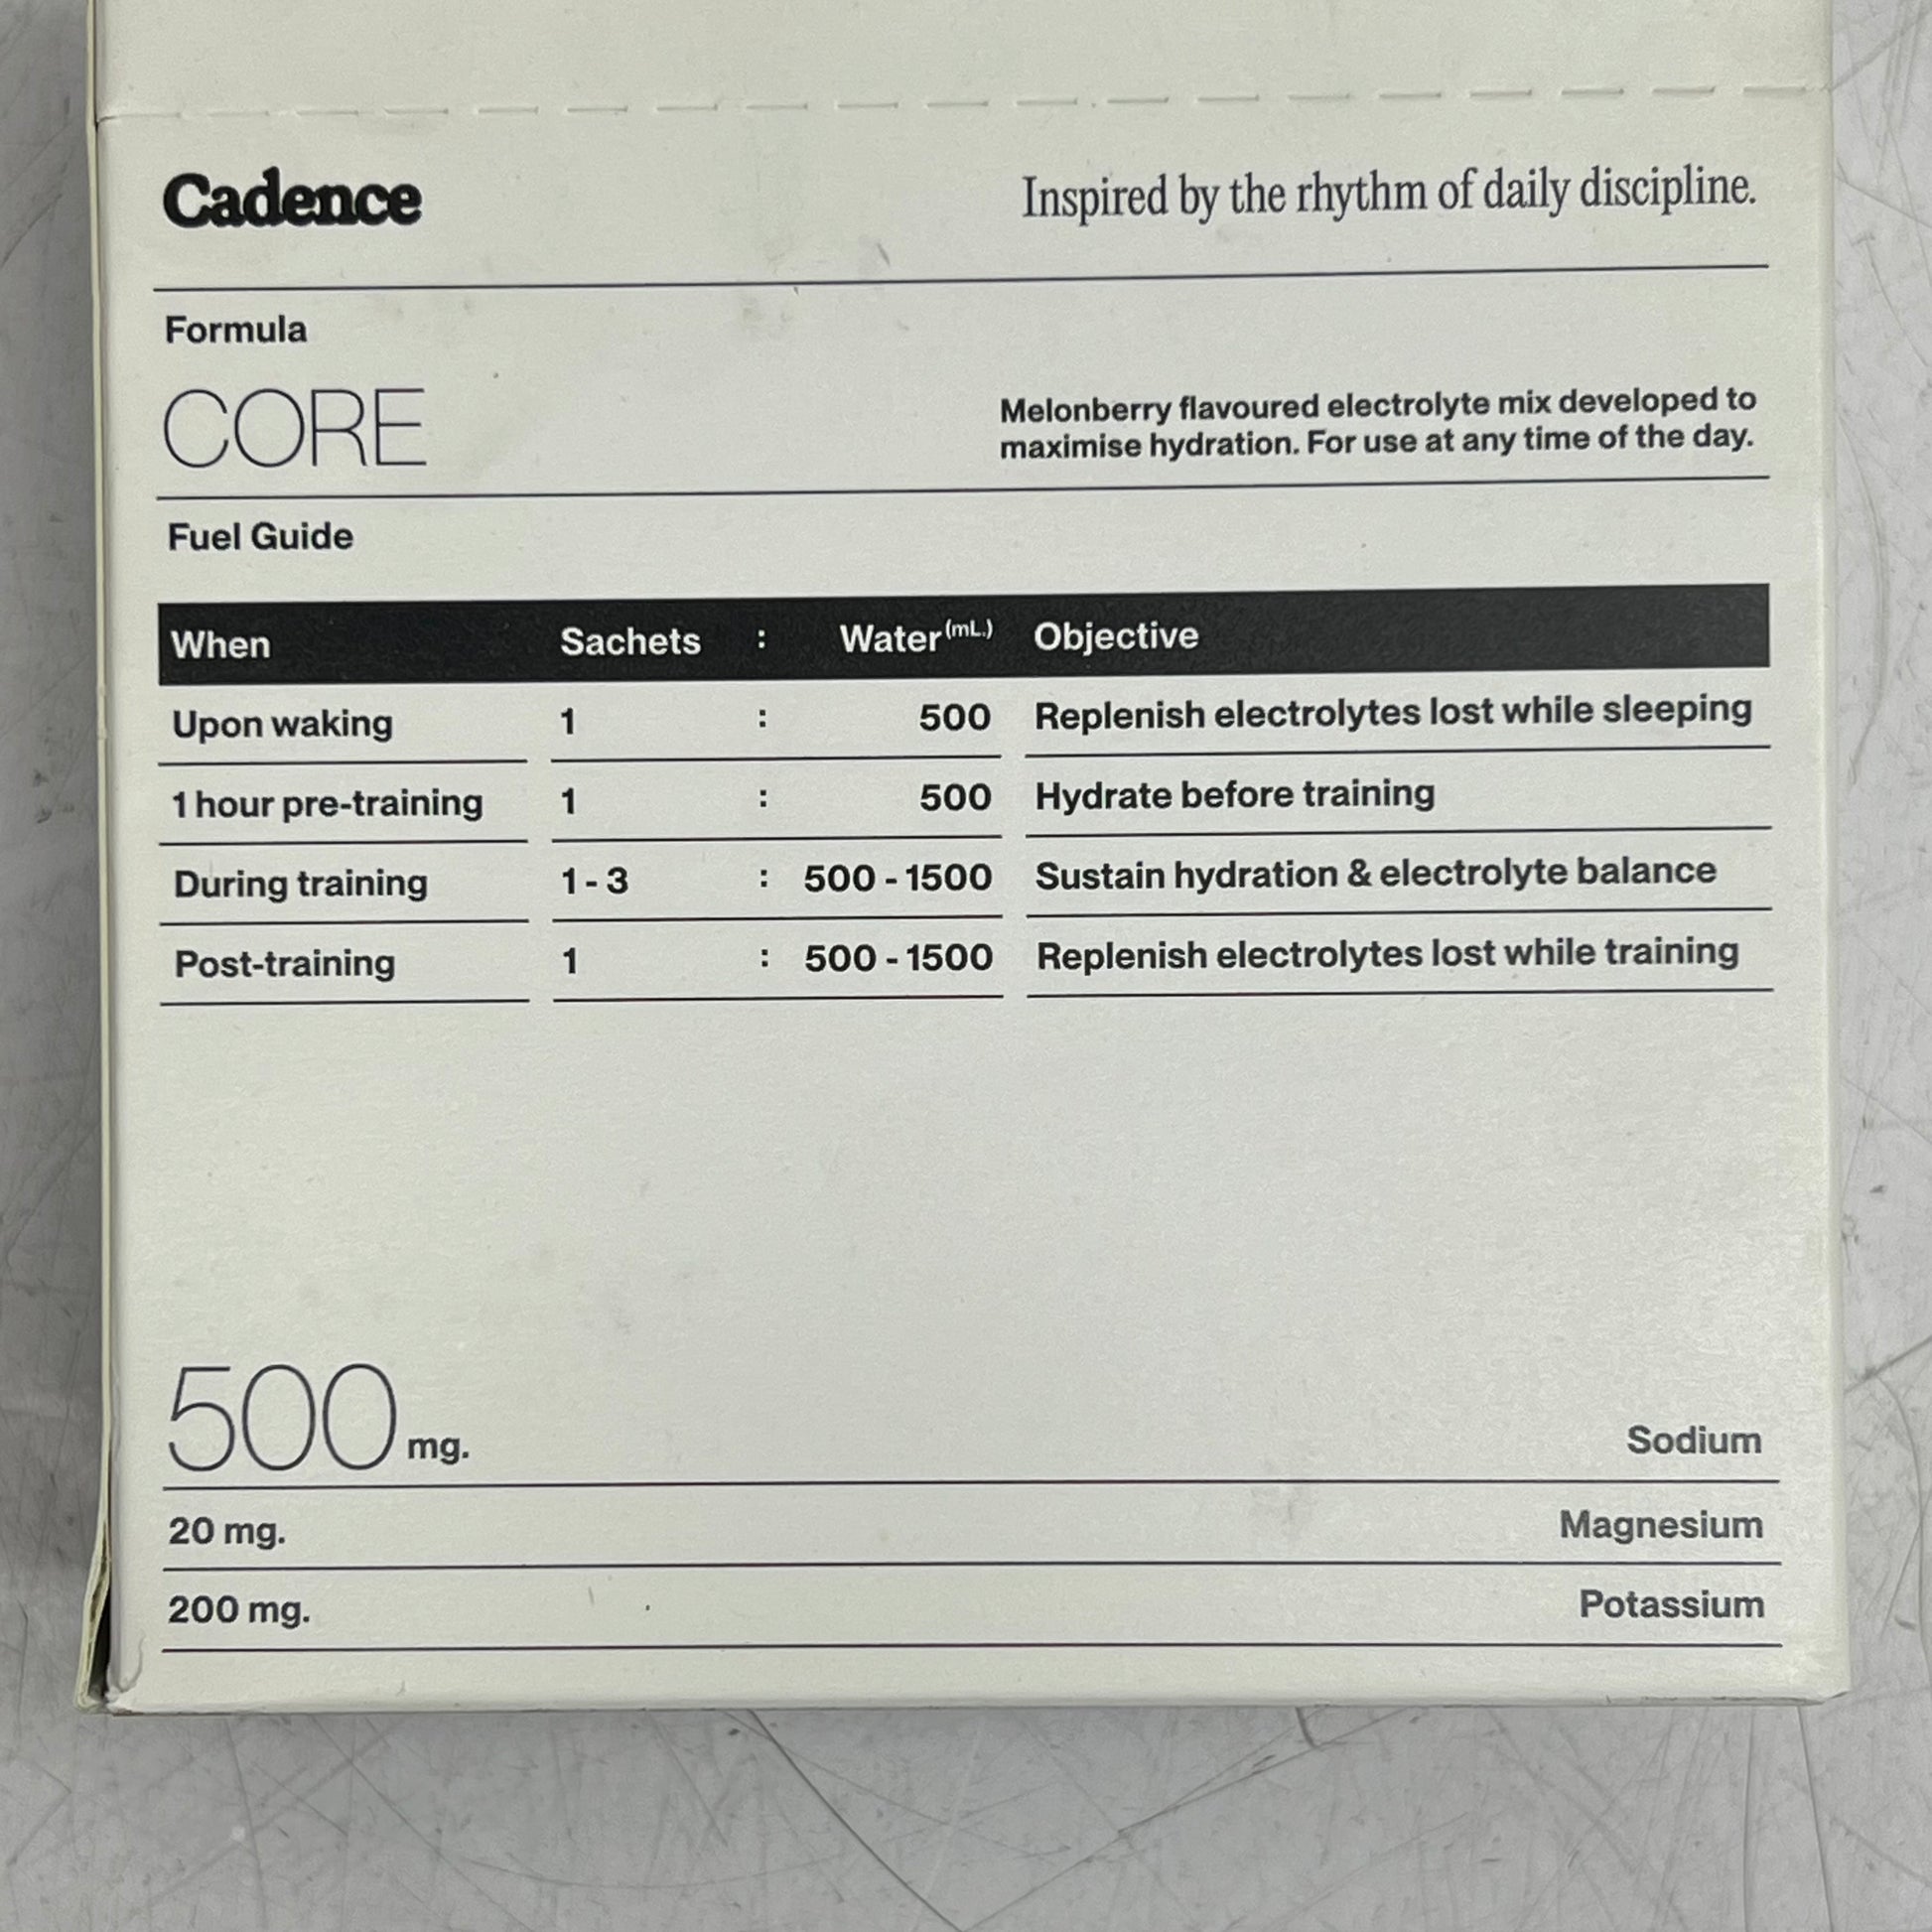 Cadence Inspired by the rhythm of daily discipline.
Formula
CORE
Melonberry flavoured electrolyte mix developed to
maximise hydration. For use at any time of the day.
Fuel Guide
When Sachets : Water (mL.) Objective
Upon waking 1 : 500 Replenish electrolytes lost while sleeping
1 hour pre-training 1 : 500 Hydrate before training
During training 1 - 3 : 500 - 1500 Sustain hydration & electrolyte balance
Post-training 1 : 500 - 1500 Replenish electrolytes lost while training
500 mg. Sodium
20 mg. Magnesium
200 mg. Potassium